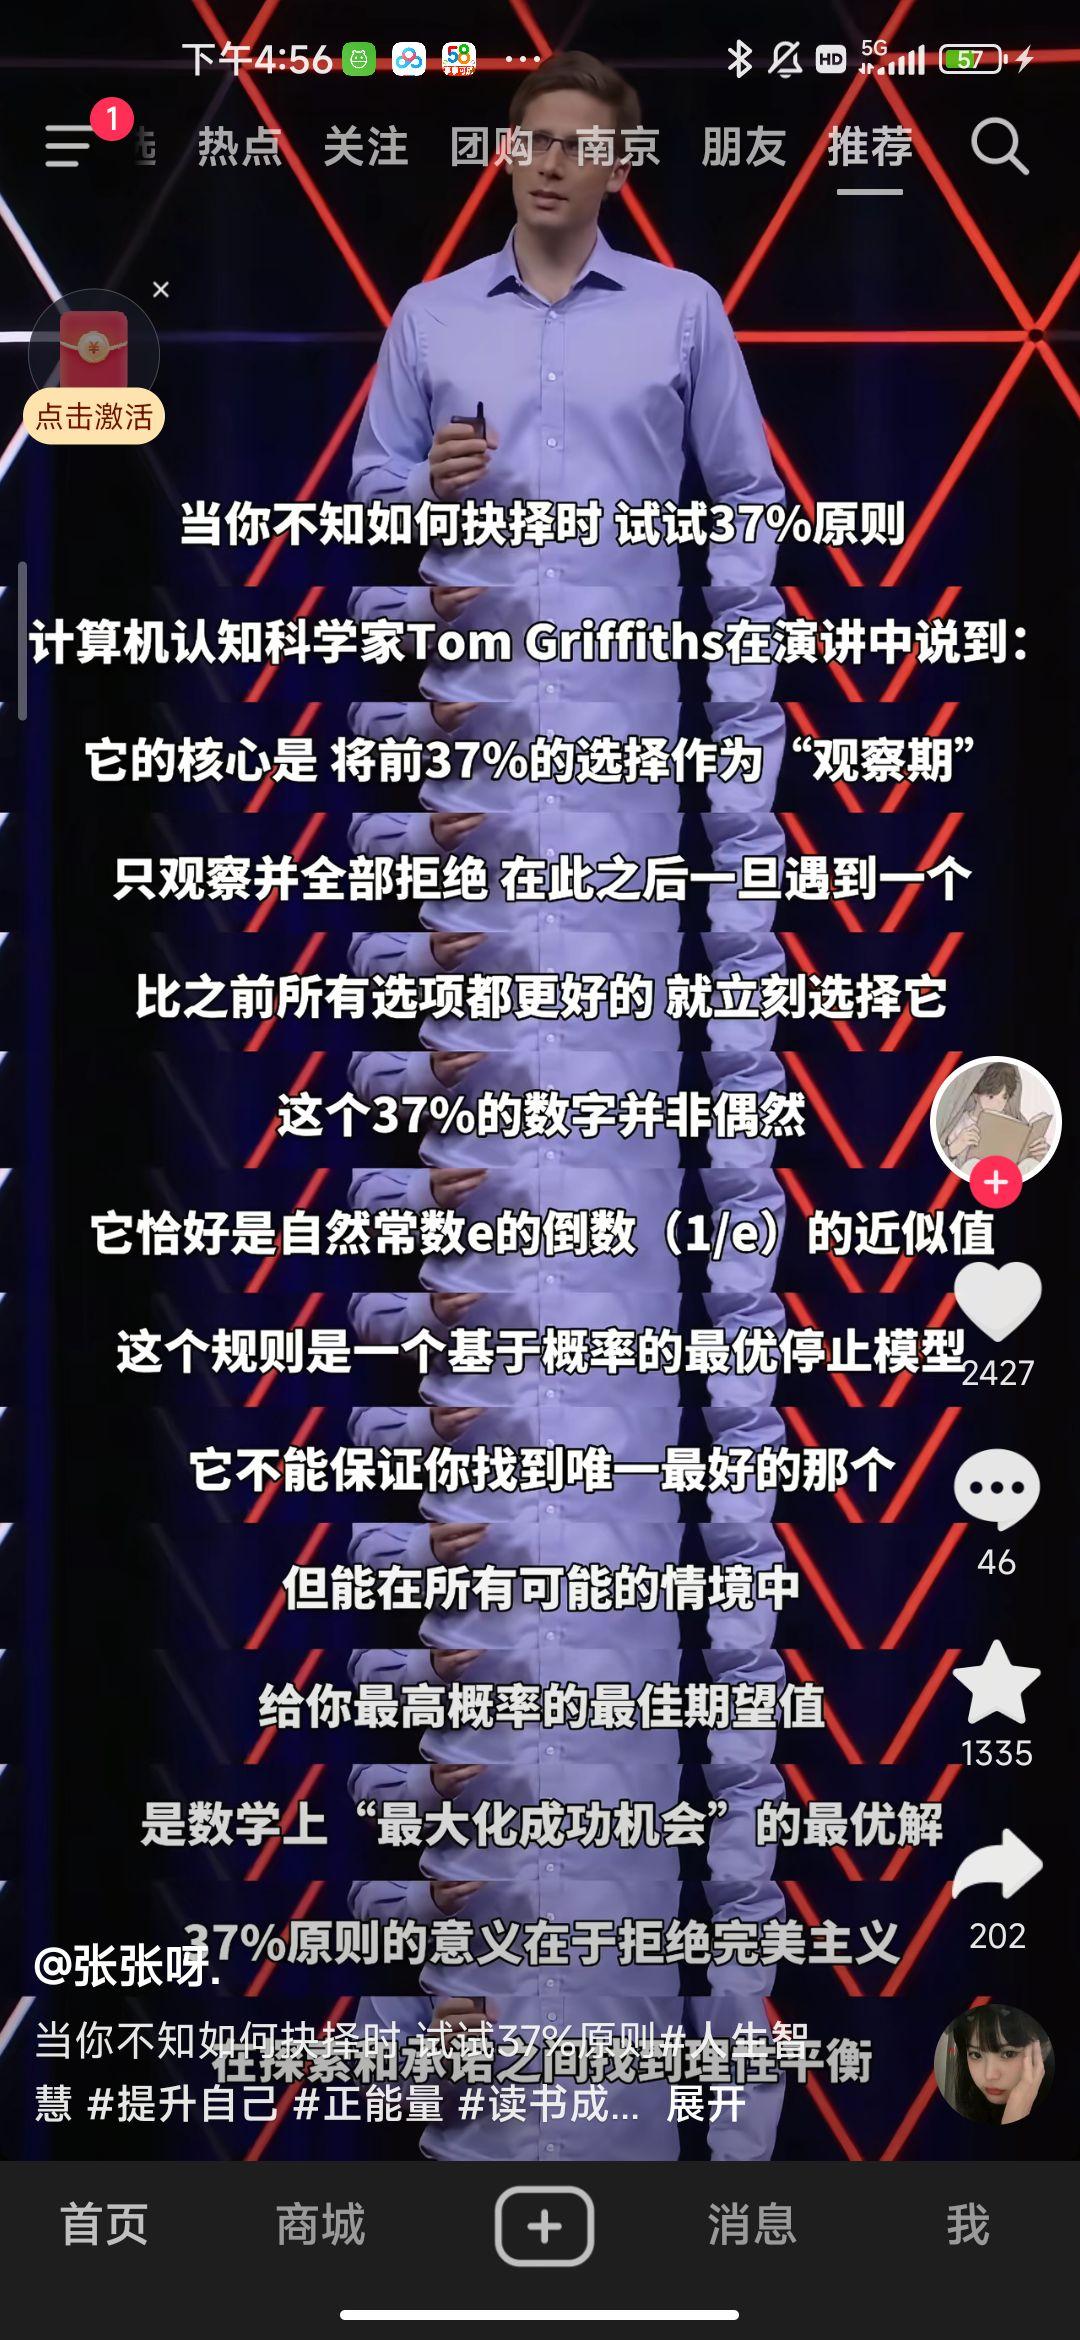 下午4:56
58
...
HD
5G
57
1
选 热点 关注 团购 南京 朋友 推荐
点击激活
当你不知如何抉择时 试试37%原则
计算机认知科学家Tom Griffiths在演讲中说到：
它的核心是 将前37%的选择作为“观察期”
只观察并全部拒绝 在此之后一旦遇到一个
比之前所有选项都更好的 就立刻选择它
这个37%的数字并非偶然
它恰好是自然常数e的倒数（1/e）的近似值
这个规则是一个基于概率的最优停止模型
2427
它不能保证你找到唯一最好的那个
46
但能在所有可能的情境中
给你最高概率的最佳期望值
1335
是数学上“最大化成功机会”的最优解
37%原则的意义在于拒绝完美主义
202
@张张呀.
当你不知如何抉择时 试试37%原则#人生智
在探索和承诺之间找到理性平衡
慧 #提升自己 #正能量 #读书成... 展开
首页 商城 消息 我